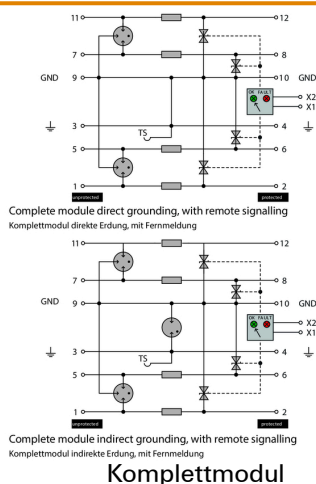 11 12
7 8
GND 9 10 GND
OK FAULT
X2
X1
3 4
TS
5 6
1 2
unprotected protected
Complete module direct grounding, with remote signalling
Komplettmodul direkte Erdung, mit Fernmeldung
11 12
7 8
GND 9 10 GND
OK FAULT
X2
X1
3 4
TS
5 6
1 2
unprotected protected
Complete module indirect grounding, with remote signalling
Komplettmodul indirekte Erdung, mit Fernmeldung
Komplettmodul